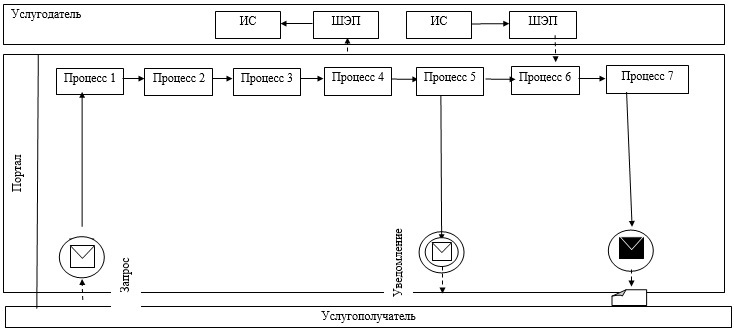 Услугодатель
ИС
ШЭП
ИС
ШЭП
Процесс 1
Процесс 2
Процесс 3
Процесс 4
Процесс 5
Процесс 6
Процесс 7
Портал
Запрос
Уведомление
Услугополучатель